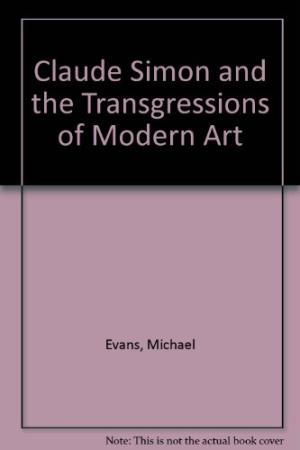 Claude Simon and
the Transgressions
of Modern Art
Evans, Michael
Note: This is not the actual book cover